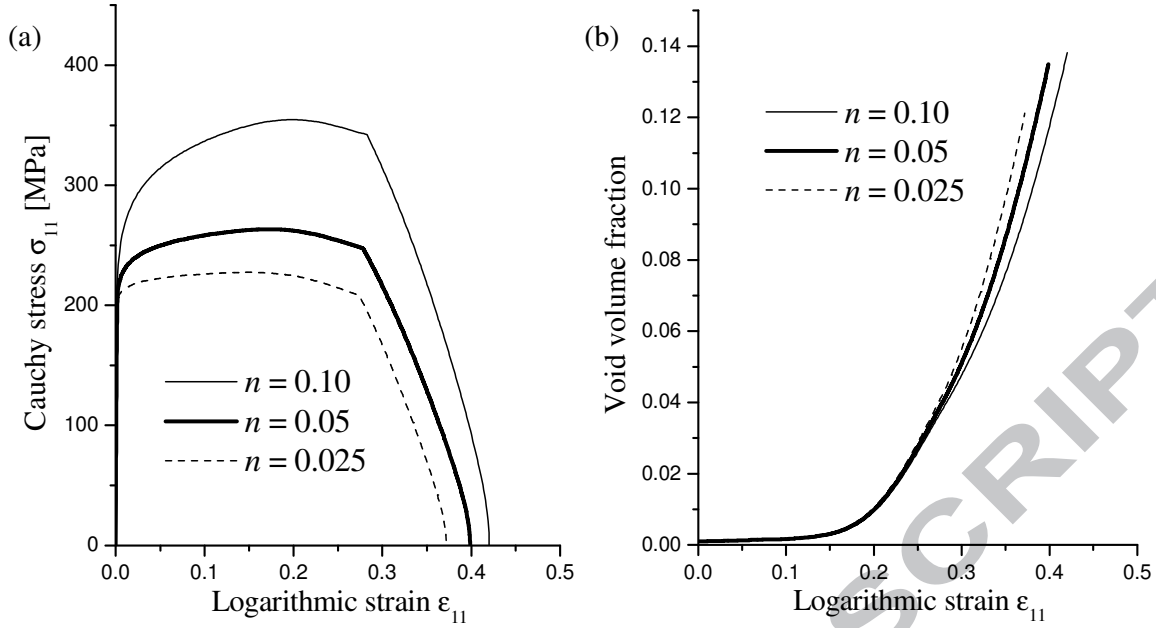 (a)
400
300
200
100
0
Cauchy stress σ₁₁ [MPa]
n = 0.10
n = 0.05
n = 0.025
0.0 0.1 0.2 0.3 0.4 0.5
Logarithmic strain ε₁₁
(b)
0.14
0.12
0.10
0.08
0.06
0.04
0.02
0.00
Void volume fraction
n = 0.10
n = 0.05
n = 0.025
0.0 0.1 0.2 0.3 0.4 0.5
Logarithmic strain ε₁₁
SCRIPT